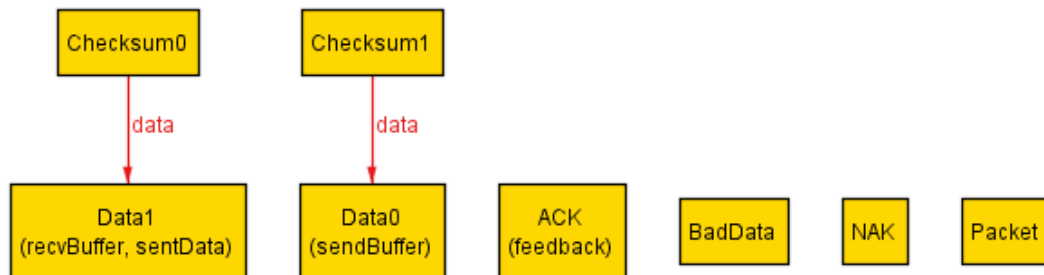 Checksum0
Checksum1
data
data
Data1
(recvBuffer, sentData)
Data0
(sendBuffer)
ACK
(feedback)
BadData
NAK
Packet